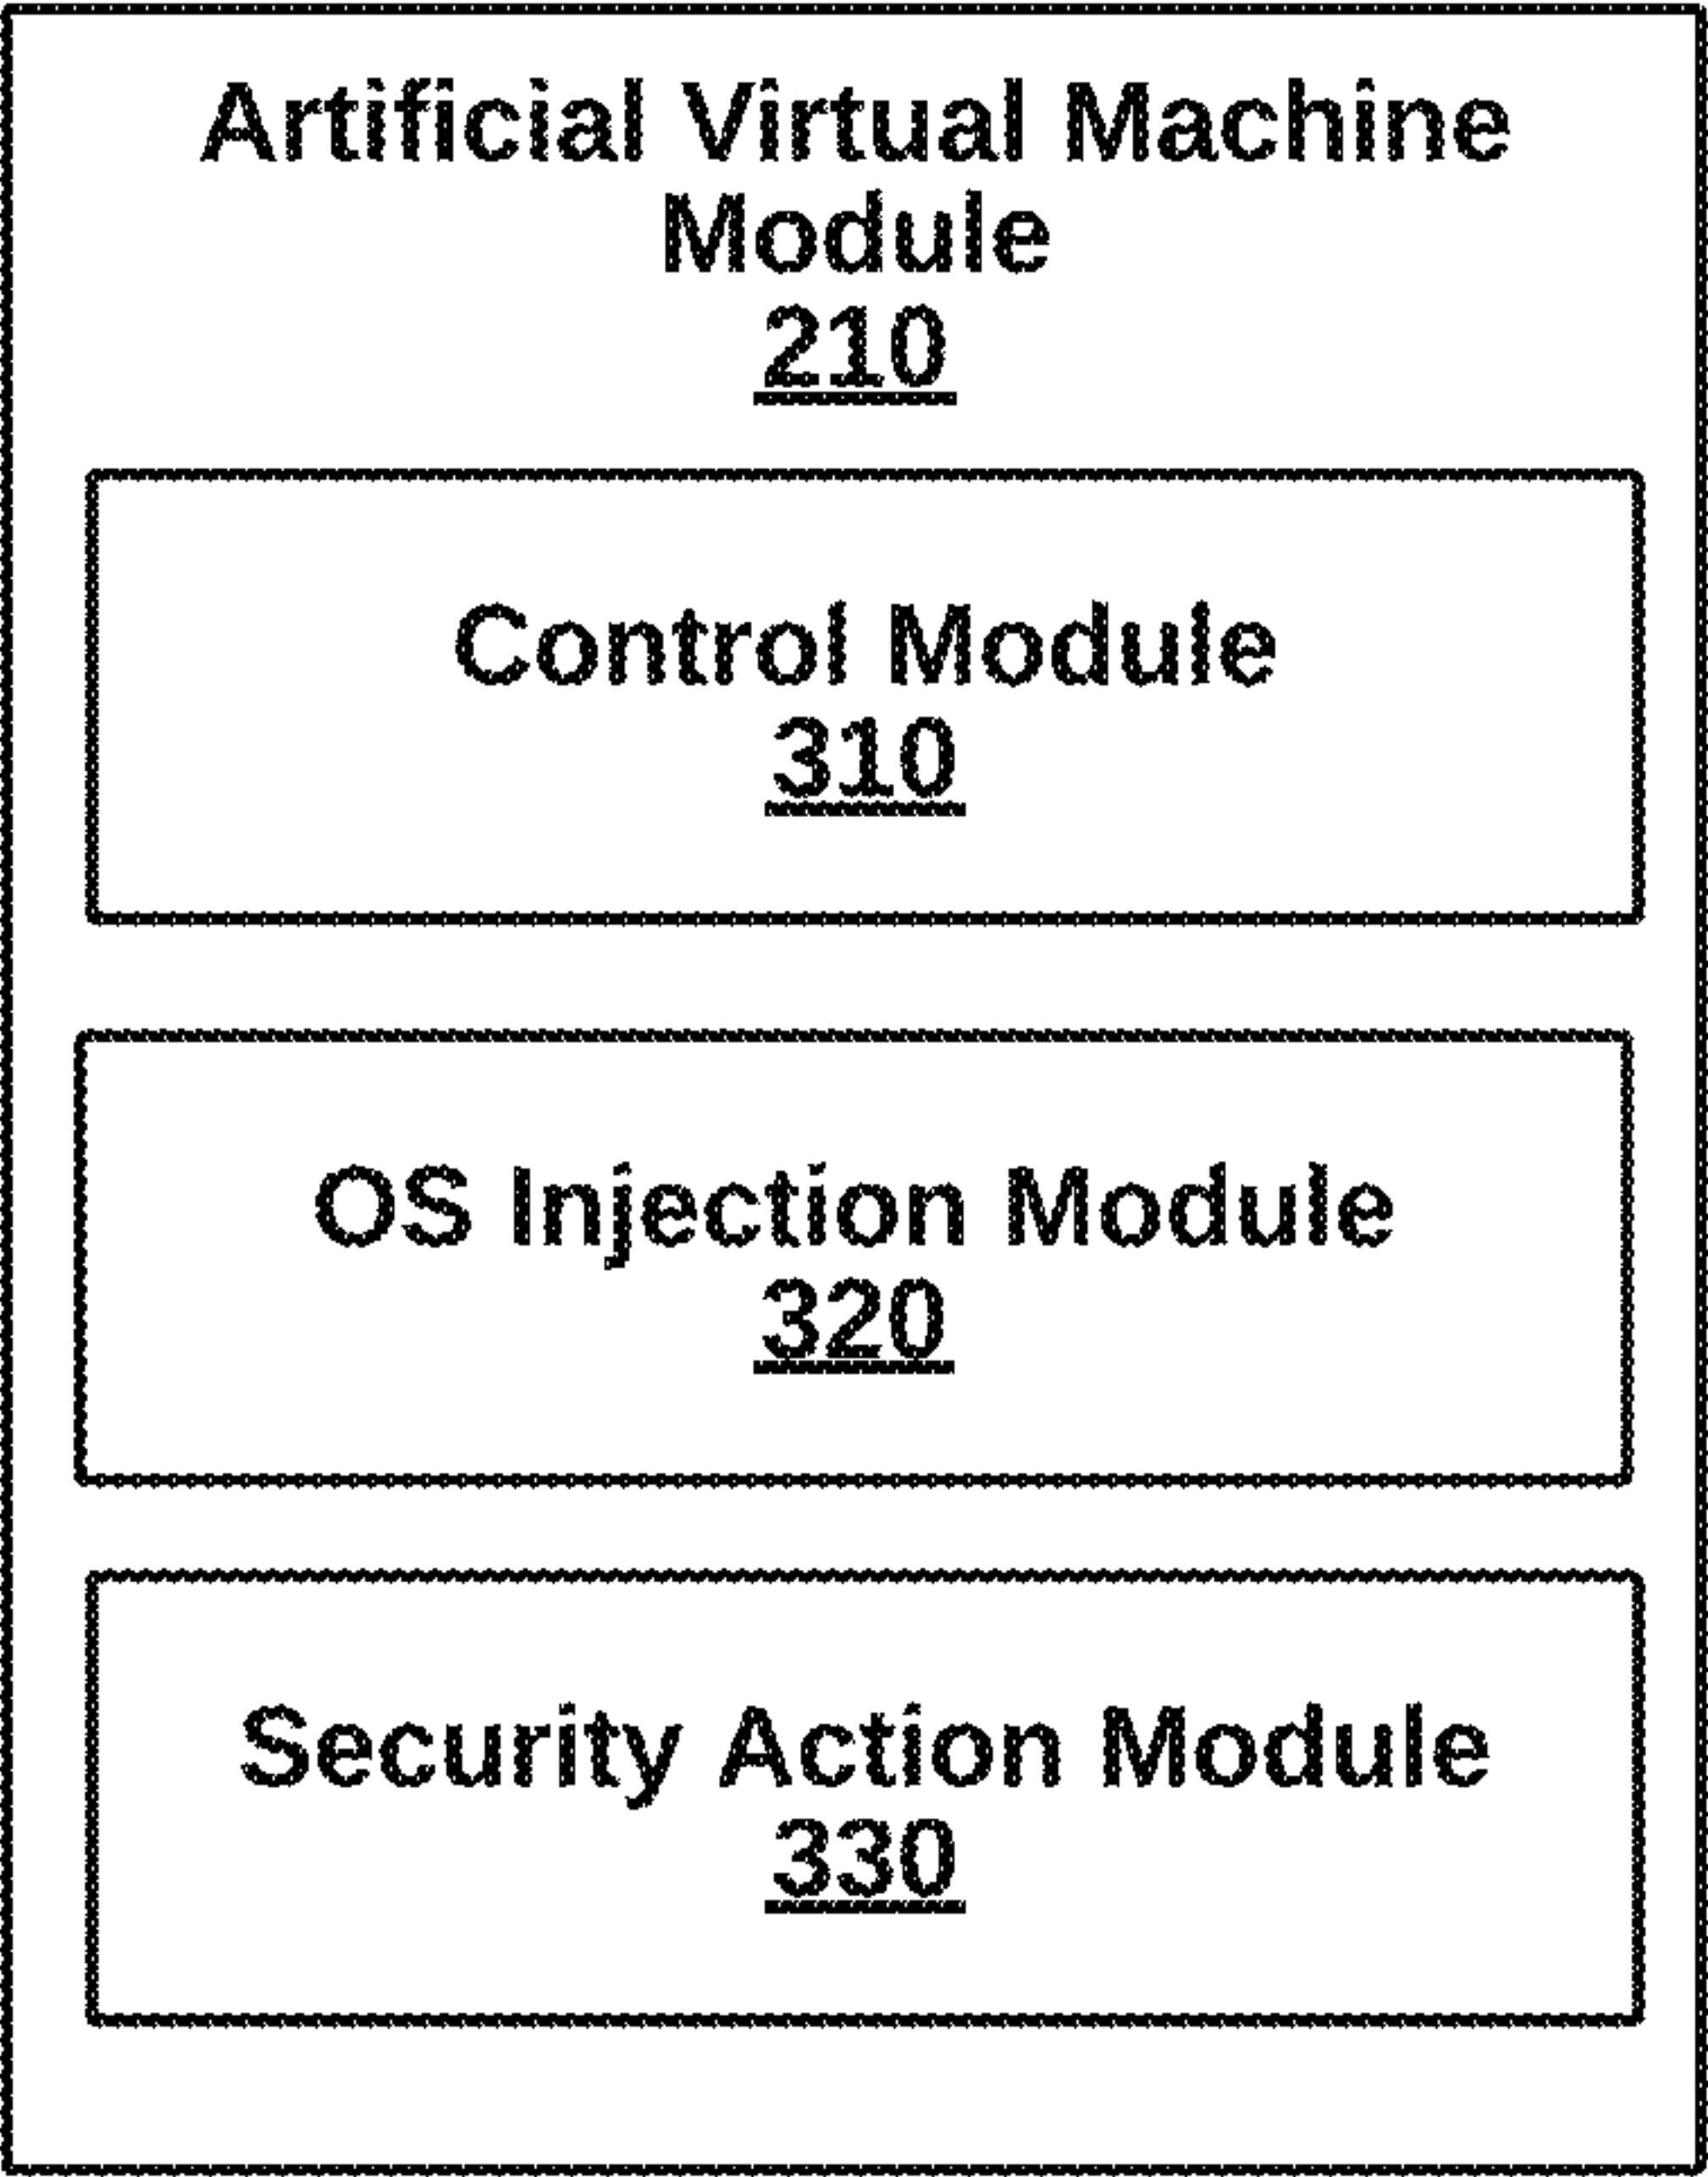 Artificial Virtual Machine
Module
210
Control Module
310
OS Injection Module
320
Security Action Module
330